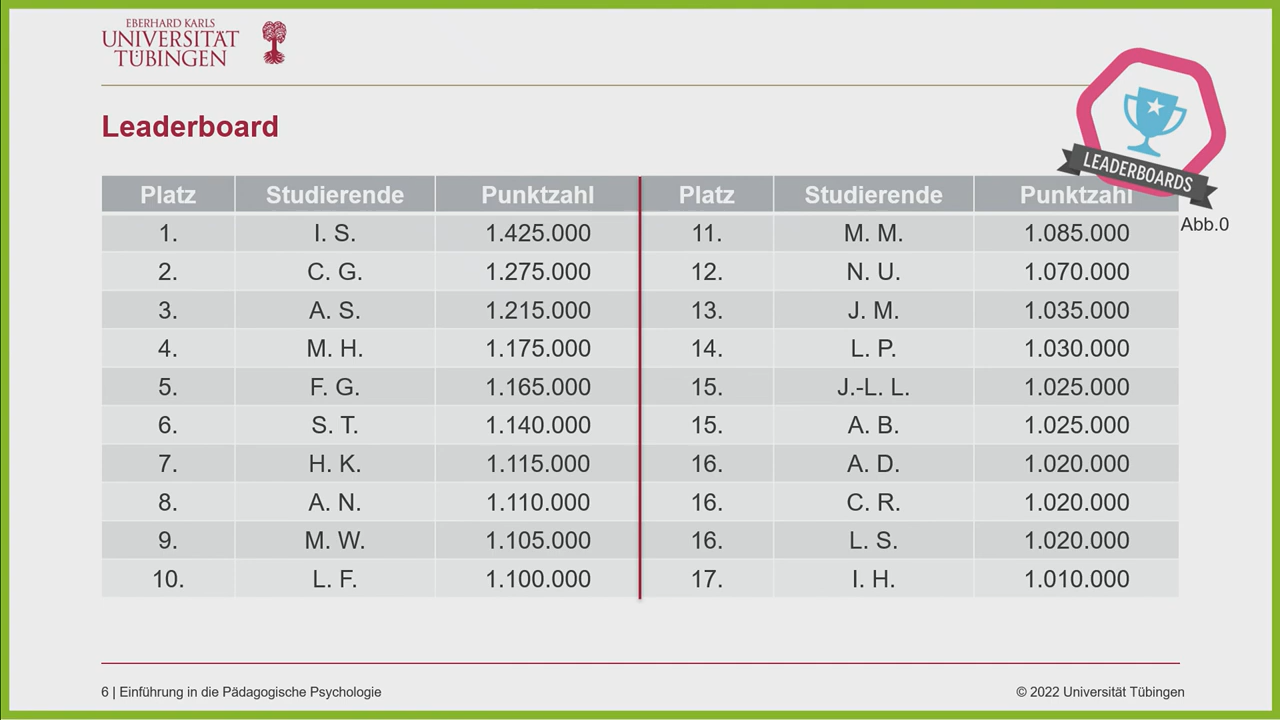 EBERHARD KARLS
UNIVERSITÄT
TÜBINGEN
Leaderboard
LEADERBOARDS
Abb.0
Platz Studierende Punktzahl Platz Studierende Punktzahl
1. I. S. 1.425.000 11. M. M. 1.085.000
2. C. G. 1.275.000 12. N. U. 1.070.000
3. A. S. 1.215.000 13. J. M. 1.035.000
4. M. H. 1.175.000 14. L. P. 1.030.000
5. F. G. 1.165.000 15. J.-L. L. 1.025.000
6. S. T. 1.140.000 15. A. B. 1.025.000
7. H. K. 1.115.000 16. A. D. 1.020.000
8. A. N. 1.110.000 16. C. R. 1.020.000
9. M. W. 1.105.000 16. L. S. 1.020.000
10. L. F. 1.100.000 17. I. H. 1.010.000
6 | Einführung in die Pädagogische Psychologie
© 2022 Universität Tübingen